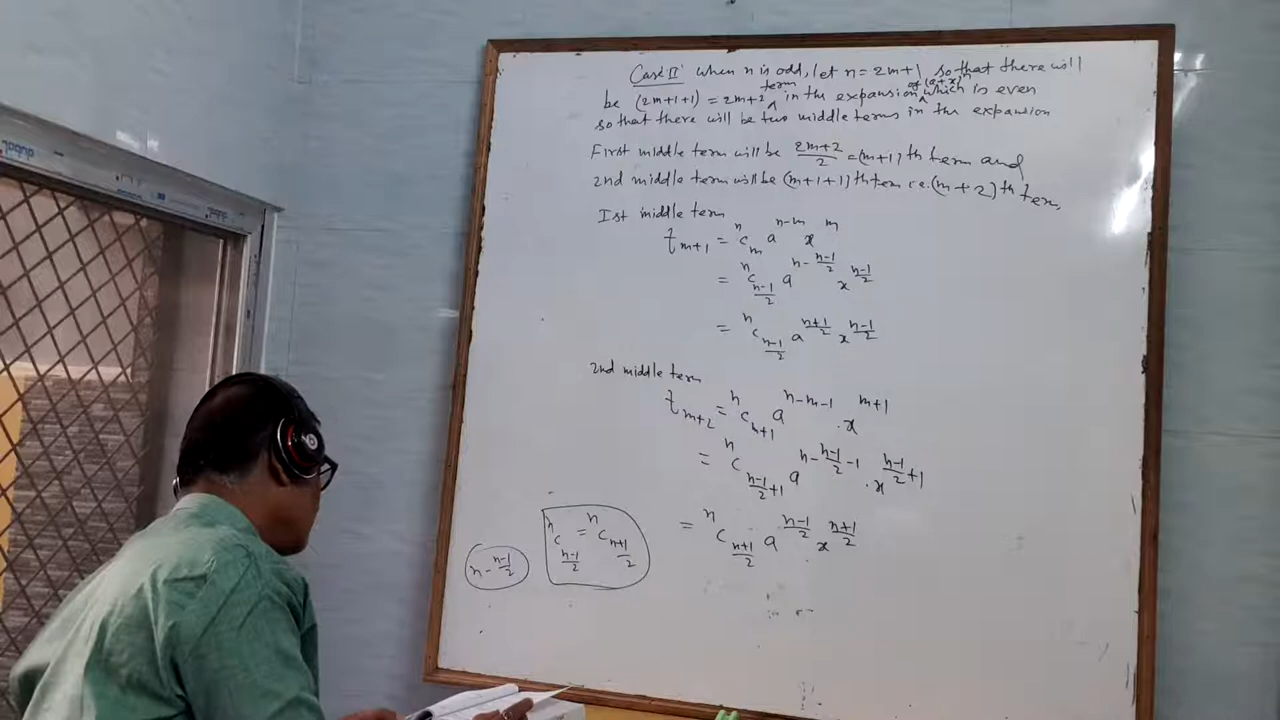 Case II' when n is odd, let n = 2m+1 so that there will
be (2m+1+1) = 2m+2 term in the expansion of (a+x)^n which is even
so that there will be two middle terms in the expansion
First middle term will be (2m+2)/2 = (m+1)th term and
2nd middle term will be (m+1+1)th term i.e. (m+2)th term,
Ist middle term
t_{m+1} = ^nC_m a^{n-m} x^m
= ^nC_{(n-1)/2} a^{n-(n-1)/2} x^{(n-1)/2}
= ^nC_{(n-1)/2} a^{(n+1)/2} x^{(n-1)/2}
2nd middle term
t_{m+2} = ^nC_{m+1} a^{n-m-1} . x^{m+1}
= ^nC_{(n-1)/2+1} a^{n-(n-1)/2-1} . x^{(n-1)/2+1}
= ^nC_{(n+1)/2} a^{(n-1)/2} x^{(n+1)/2}
n-(n-1)/2
^nC_{(n-1)/2} = ^nC_{(n+1)/2}